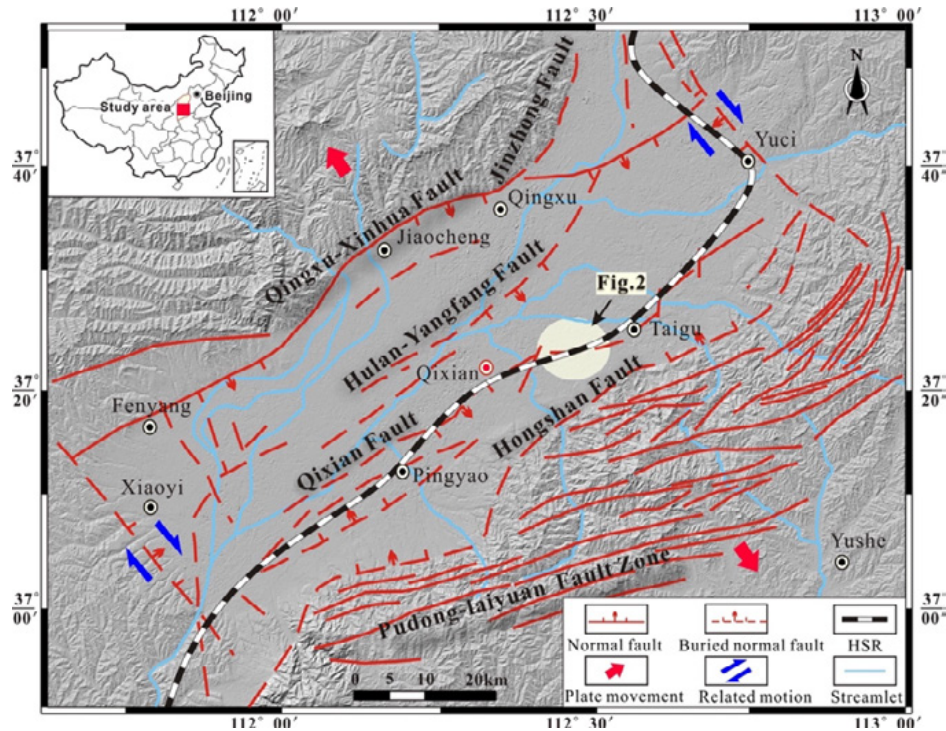 112°00′
112°30′
113°00′
N
Beijing
Study area
Yuci
37°
40′
37°
40′
Jinzhong Fault
Qingxu
Qingxu-Xinhua Fault
Jiaocheng
Fig.2
Hulan-Yangfang Fault
Taigu
Qixian
37°
20′
37°
20′
Hongshan Fault
Fenyang
Qixian Fault
Pingyao
Xiaoyi
Yushe
37°
00′
37°
00′
Pudong-Taiyuan Fault Zone
Normal fault
Buried normal fault
HSR
Plate movement
Related motion
Streamlet
0 5 10 20km
112°00′
112°30′
113°00′